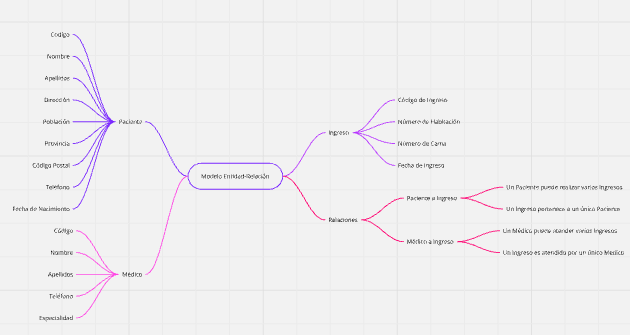 Código
Nombre
Apellidos
Dirección
Población
Provincia
Código Postal
Teléfono
Fecha de Nacimiento
Paciente
Código
Nombre
Apellidos
Teléfono
Especialidad
Médico
Modelo Entidad-Relación
Ingreso
Código de Ingreso
Número de Habitación
Número de Cama
Fecha de Ingreso
Relaciones
Paciente a Ingreso
Un Paciente puede realizar varios Ingresos
Un Ingreso pertenece a un único Paciente
Médico a Ingreso
Un Médico puede atender varios Ingresos
Un Ingreso es atendido por un único Médico